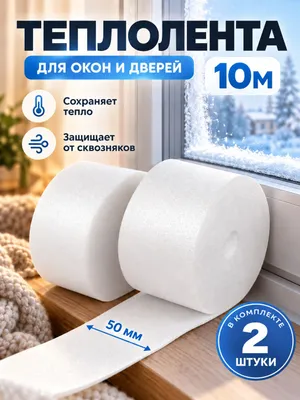 ТЕПЛОЛЕНТА
ДЛЯ ОКОН И ДВЕРЕЙ
10М
Сохраняет
тепло
Защищает
от сквозняков
50 мм
В КОМПЛЕКТЕ
2
ШТУКИ